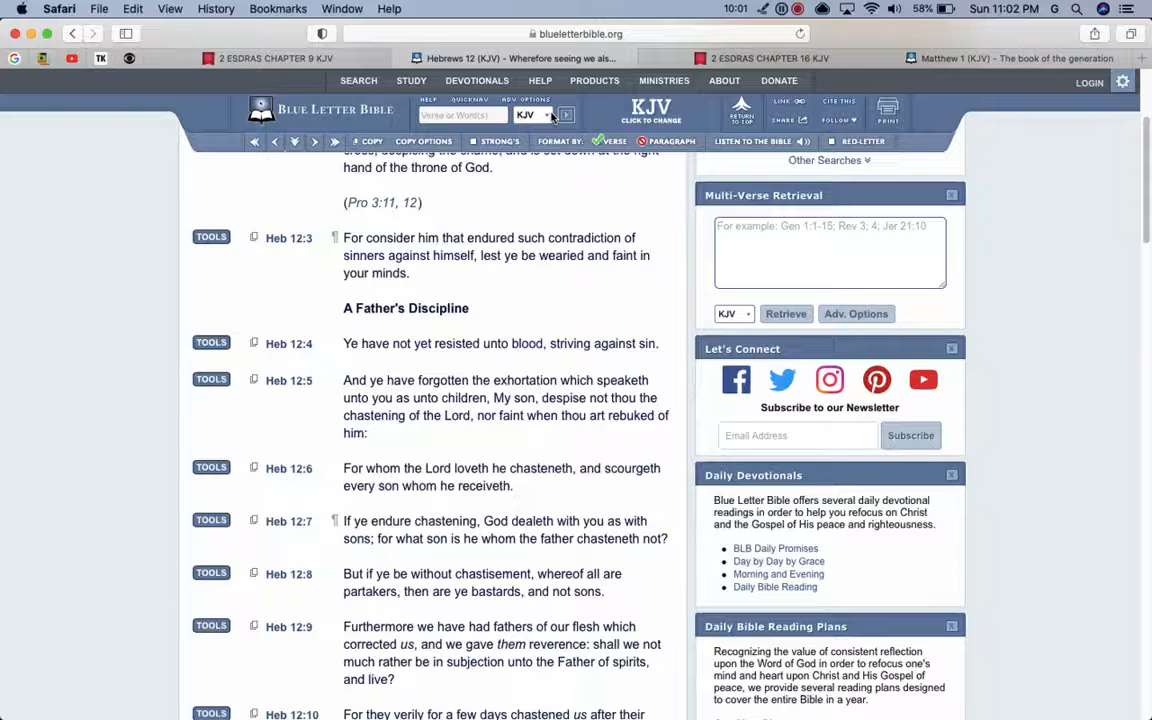 Safari File Edit View History Bookmarks Window Help 10:01 58% Sun 11:02 PM G
blueletterbible.org
G TK 2 ESDRAS CHAPTER 9 KJV Hebrews 12 (KJV) - Wherefore seeing we als... 2 ESDRAS CHAPTER 16 KJV Matthew 1 (KJV) - The book of the generation
SEARCH STUDY DEVOTIONALS HELP PRODUCTS MINISTRIES ABOUT DONATE LOGIN
HELP QUICKNAV ADV OPTIONS
BLUE LETTER BIBLE Verse or Word(s) KJV KJV CLICK TO CHANGE RETURN TO TOP LINK CITE THIS SHARE FOLLOW PRINT
COPY COPY OPTIONS STRONG'S FORMAT BY: VERSE PARAGRAPH LISTEN TO THE BIBLE RED-LETTER
hand of the throne of God.
(Pro 3:11, 12)
TOOLS Heb 12:3 ¶ For consider him that endured such contradiction of
sinners against himself, lest ye be wearied and faint in
your minds.
A Father's Discipline
TOOLS Heb 12:4 Ye have not yet resisted unto blood, striving against sin.
TOOLS Heb 12:5 And ye have forgotten the exhortation which speaketh
unto you as unto children, My son, despise not thou the
chastening of the Lord, nor faint when thou art rebuked of
him:
TOOLS Heb 12:6 For whom the Lord loveth he chasteneth, and scourgeth
every son whom he receiveth.
TOOLS Heb 12:7 ¶ If ye endure chastening, God dealeth with you as with
sons; for what son is he whom the father chasteneth not?
TOOLS Heb 12:8 But if ye be without chastisement, whereof all are
partakers, then are ye bastards, and not sons.
TOOLS Heb 12:9 Furthermore we have had fathers of our flesh which
corrected us, and we gave them reverence: shall we not
much rather be in subjection unto the Father of spirits,
and live?
TOOLS Heb 12:10 For they verily for a few days chastened us after their
Other Searches
Multi-Verse Retrieval
For example: Gen 1:1-15; Rev 3; 4; Jer 21:10
KJV Retrieve Adv. Options
Let's Connect
Subscribe to our Newsletter
Email Address Subscribe
Daily Devotionals
Blue Letter Bible offers several daily devotional
readings in order to help you refocus on Christ
and the Gospel of His peace and righteousness.
• BLB Daily Promises
• Day by Day by Grace
• Morning and Evening
• Daily Bible Reading
Daily Bible Reading Plans
Recognizing the value of consistent reflection
upon the Word of God in order to refocus one's
mind and heart upon Christ and His Gospel of
peace, we provide several reading plans designed
to cover the entire Bible in a year.